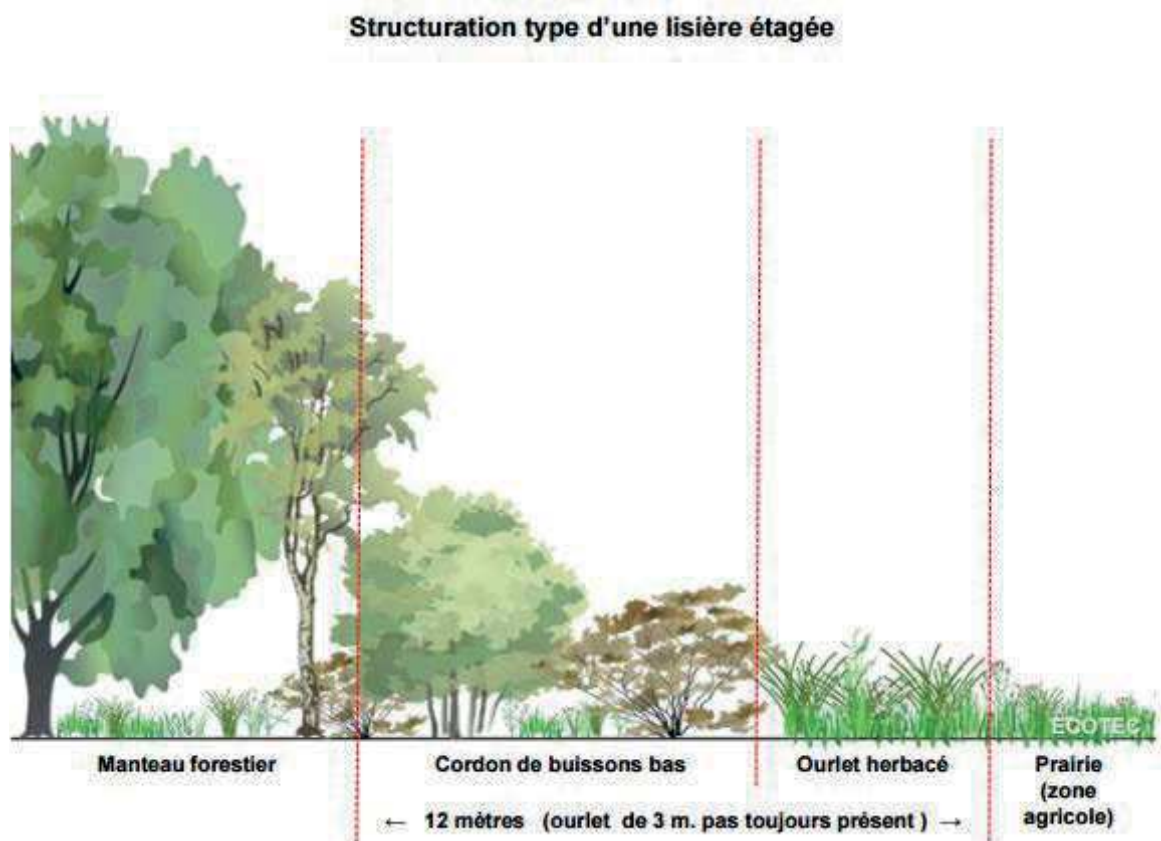 Structuration type d'une lisière étagée
ECOTEC
Manteau forestier
Cordon de buissons bas
Ourlet herbacé
Prairie
(zone
agricole)
← 12 mètres (ourlet de 3 m. pas toujours présent ) →